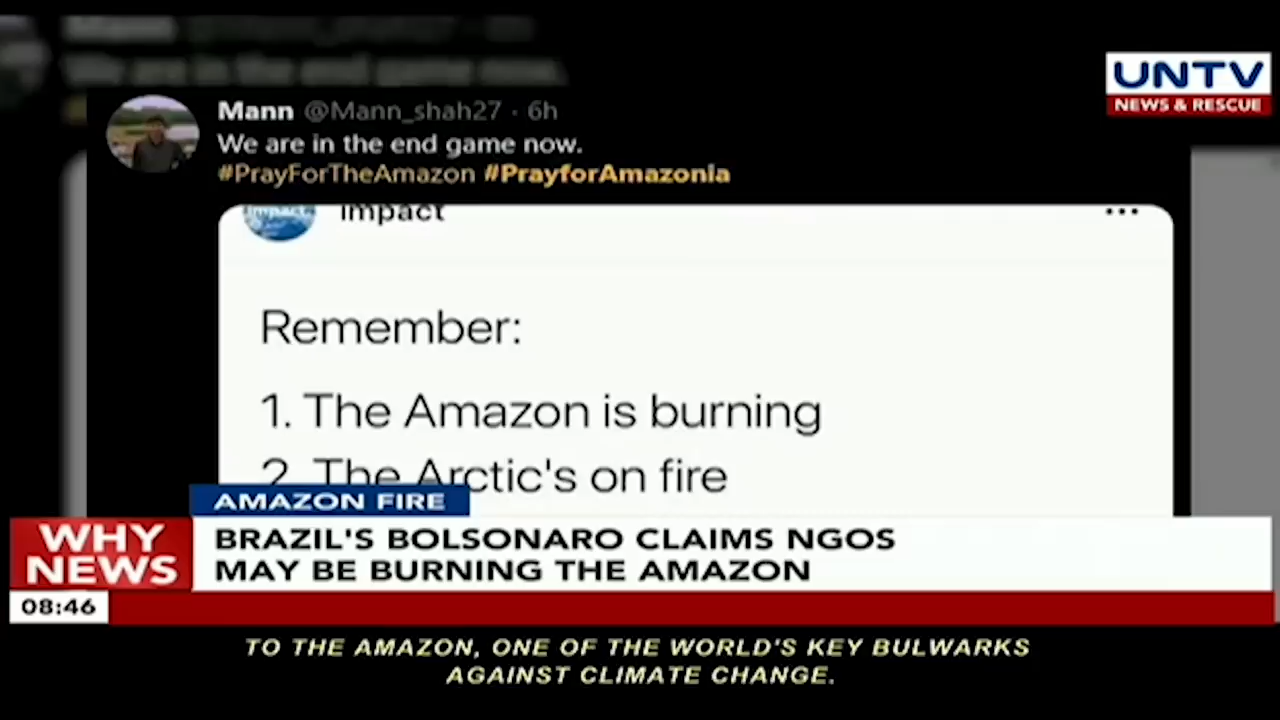 Mann @Mann_shah27 · 6h
We are in the end game now.
#PrayForTheAmazon #PrayforAmazonia
UNTV
NEWS & RESCUE
impact
impact
...
Remember:
1. The Amazon is burning
2. The Arctic's on fire
AMAZON FIRE
WHY NEWS
BRAZIL'S BOLSONARO CLAIMS NGOS
MAY BE BURNING THE AMAZON
08:46
TO THE AMAZON, ONE OF THE WORLD'S KEY BULWARKS
AGAINST CLIMATE CHANGE.